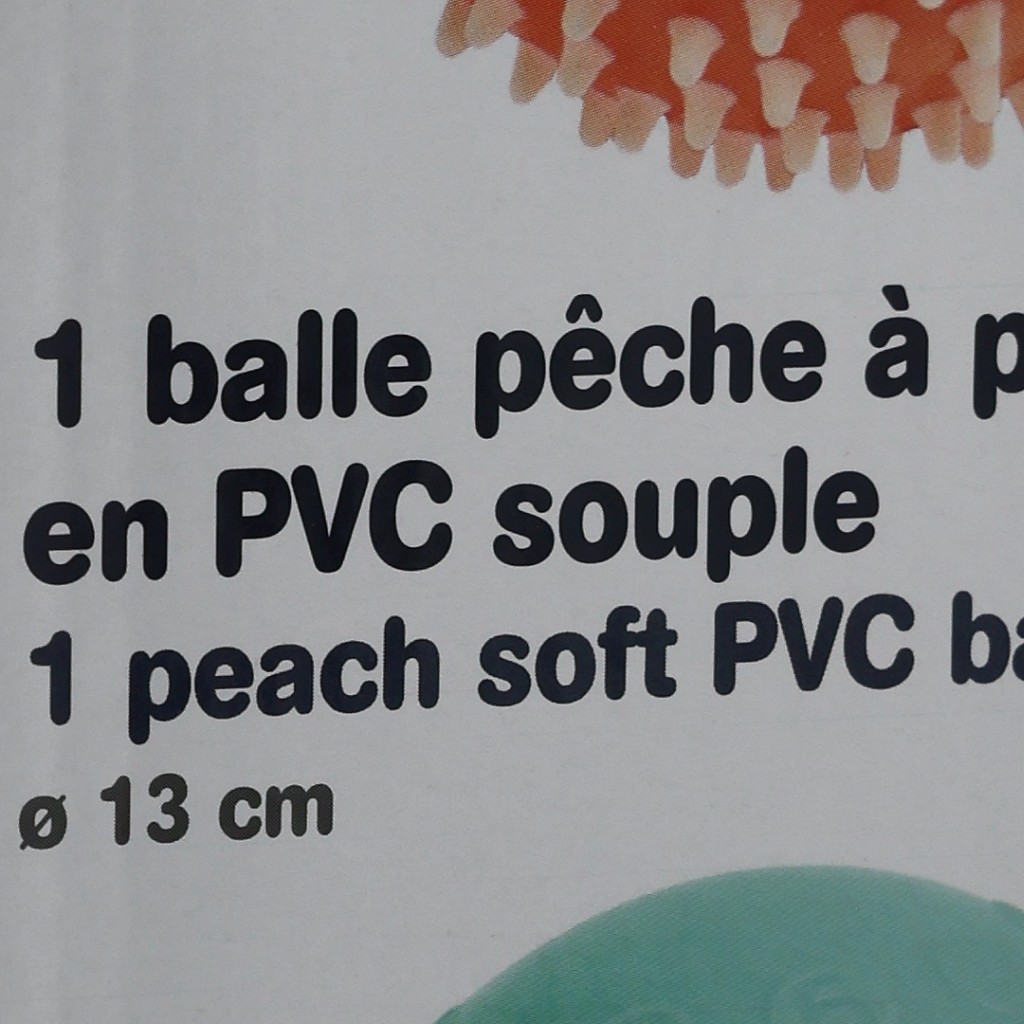 1 balle pêche à
en PVC souple
1 peach soft PVC
ø 13 cm